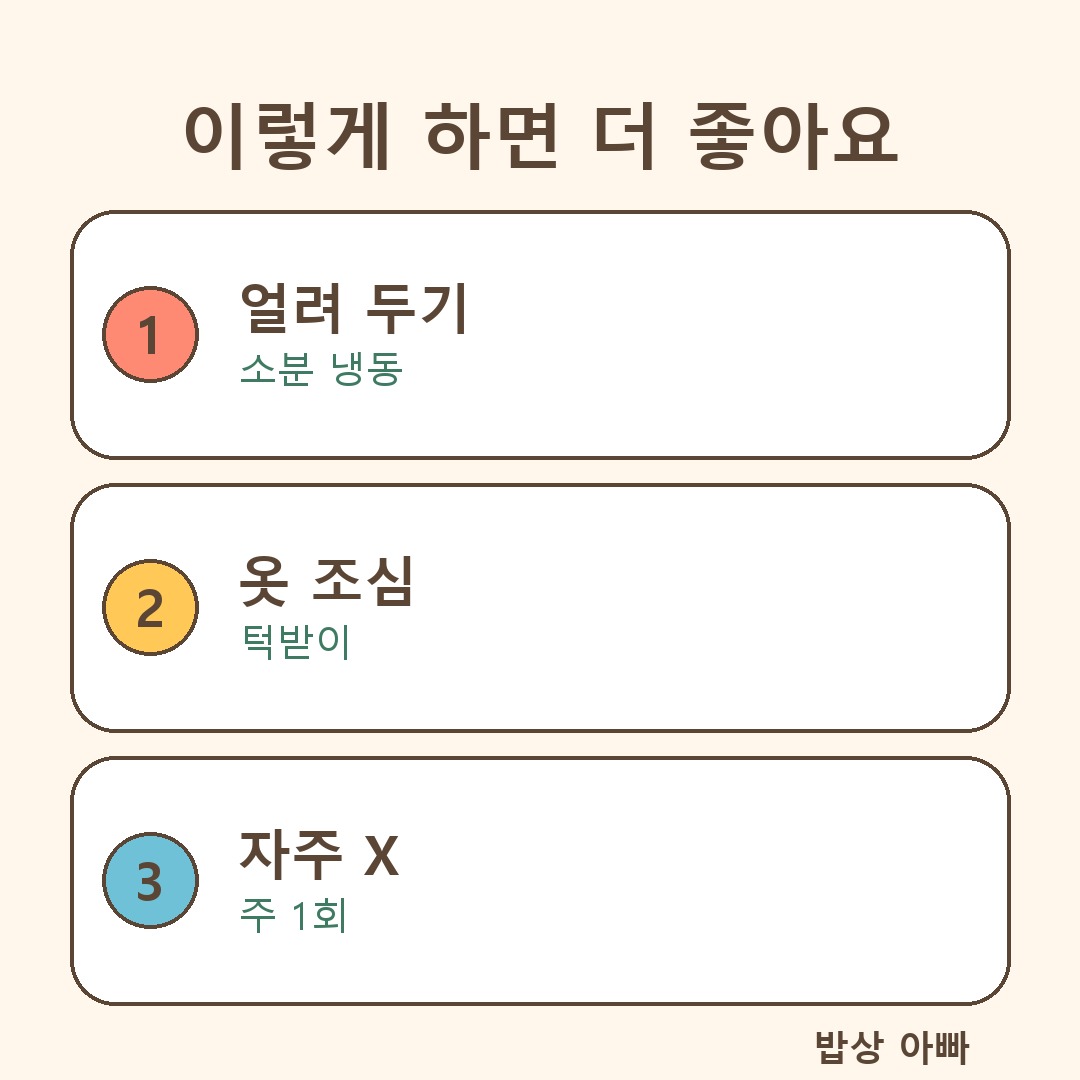 이렇게 하면 더 좋아요
1
얼려 두기
소분 냉동
2
옷 조심
턱받이
3
자주 X
주 1회
밥상 아빠